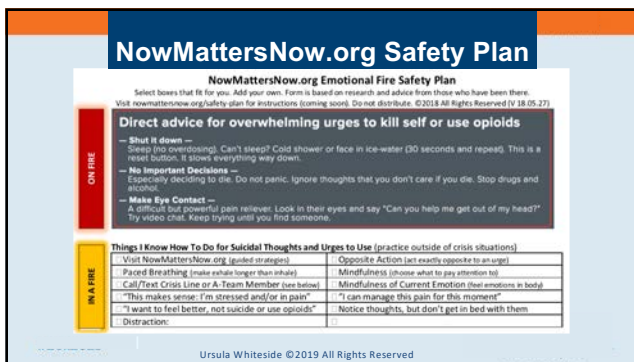 NowMattersNow.org Safety Plan
NowMattersNow.org Emotional Fire Safety Plan
Select boxes that fit for you. Add your own. Form is based on research and advice from those who have been there.
Visit nowmattersnow.org/safety-plan for instructions (coming soon). Do not distribute. ©2018 All Rights Reserved (V 18.05.27)
ON FIRE
Direct advice for overwhelming urges to kill self or use opioids
— Shut it down —
Sleep (no overdosing). Can't sleep? Cold shower or face in ice-water (30 seconds and repeat). This is a
reset button. It slows everything way down.
— No Important Decisions —
Especially deciding to die. Do not panic. Ignore thoughts that you don't care if you die. Stop drugs and
alcohol.
— Make Eye Contact —
A difficult but powerful pain reliever. Look in their eyes and say "Can you help me get out of my head?"
Try video chat. Keep trying until you find someone.
IN A FIRE
Things I Know How To Do for Suicidal Thoughts and Urges to Use (practice outside of crisis situations)
□ Visit NowMattersNow.org (guided strategies)
□ Opposite Action (act exactly opposite to an urge)
□ Paced Breathing (make exhale longer than inhale)
□ Mindfulness (choose what to pay attention to)
□ Call/Text Crisis Line or A-Team Member (see below)
□ Mindfulness of Current Emotion (feel emotions in body)
□ "This makes sense: I'm stressed and/or in pain"
□ "I can manage this pain for this moment"
□ "I want to feel better, not suicide or use opioids"
□ Notice thoughts, but don't get in bed with them
□ Distraction:
□
Ursula Whiteside ©2019 All Rights Reserved